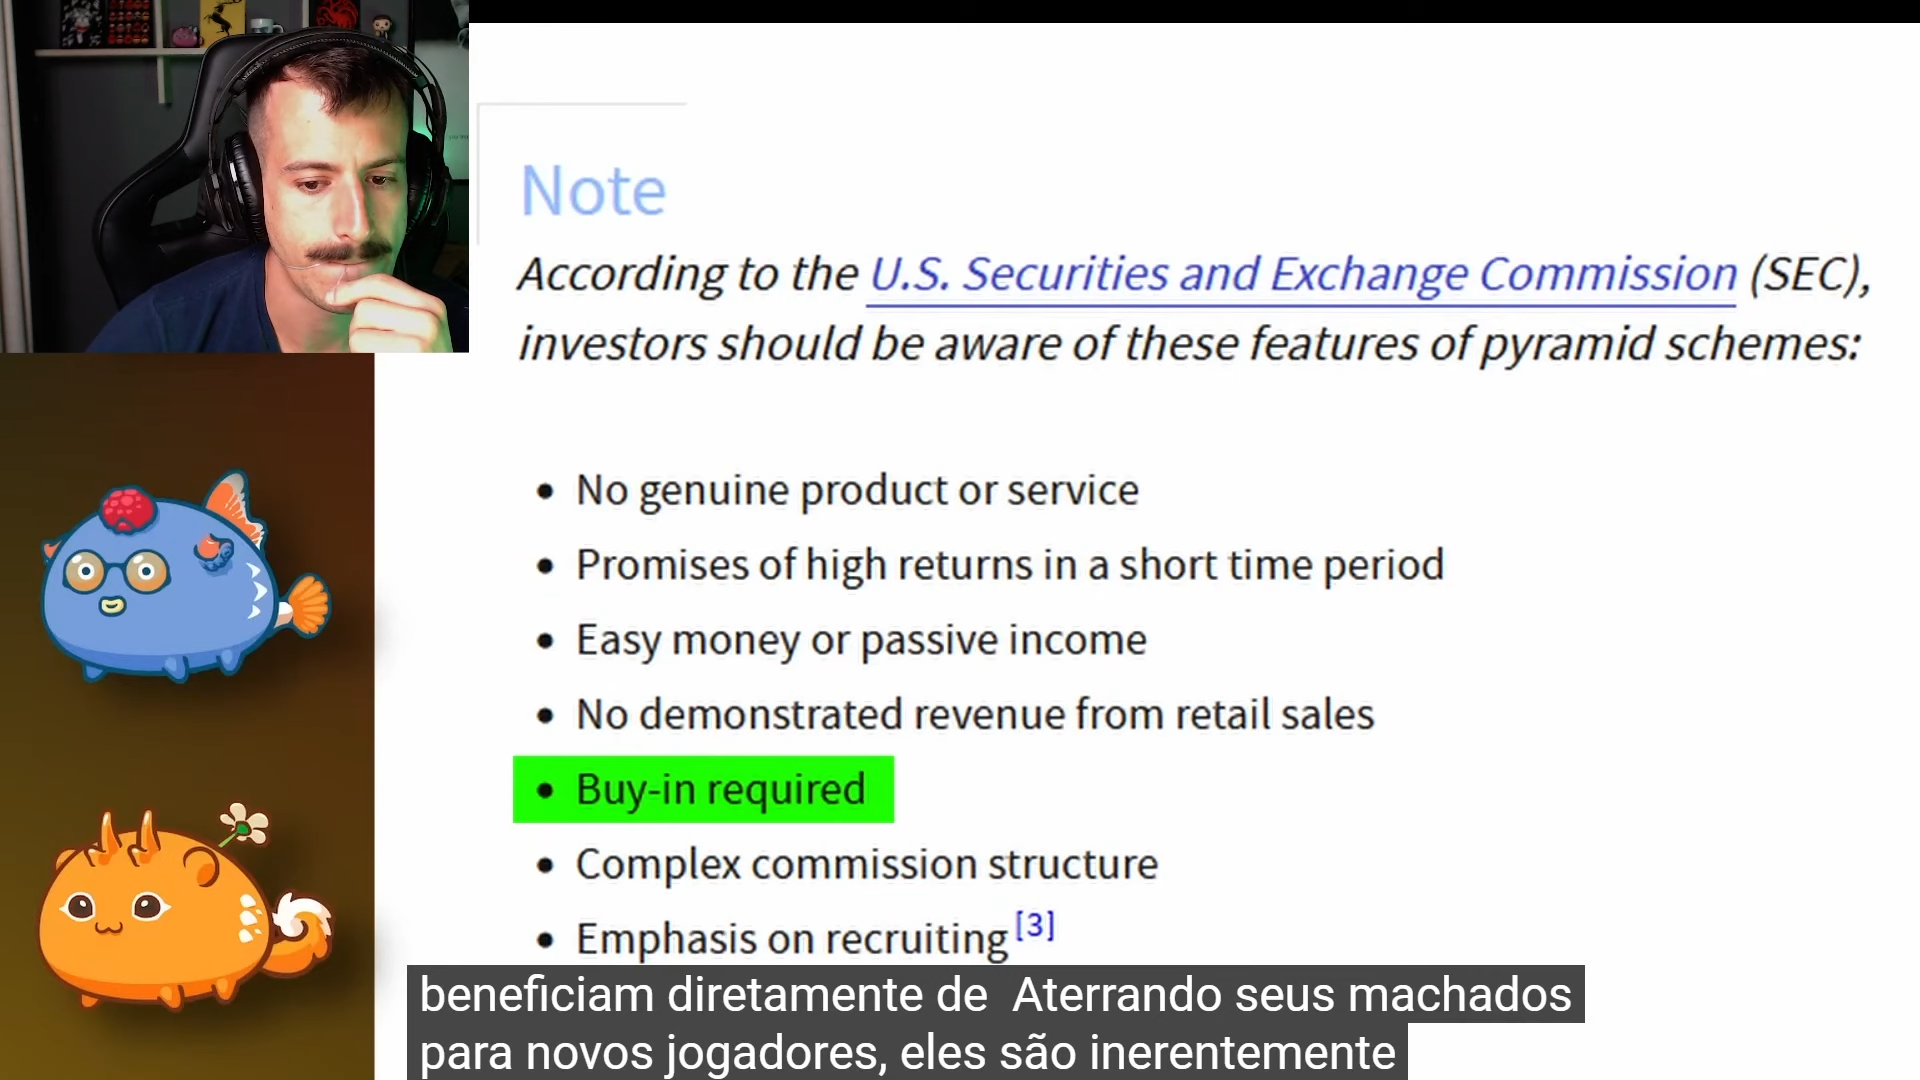 Note
According to the U.S. Securities and Exchange Commission (SEC),
investors should be aware of these features of pyramid schemes:
• No genuine product or service
• Promises of high returns in a short time period
• Easy money or passive income
• No demonstrated revenue from retail sales
• Buy-in required
• Complex commission structure
• Emphasis on recruiting [3]
beneficiam diretamente de Aterrando seus machados
para novos jogadores, eles são inerentemente